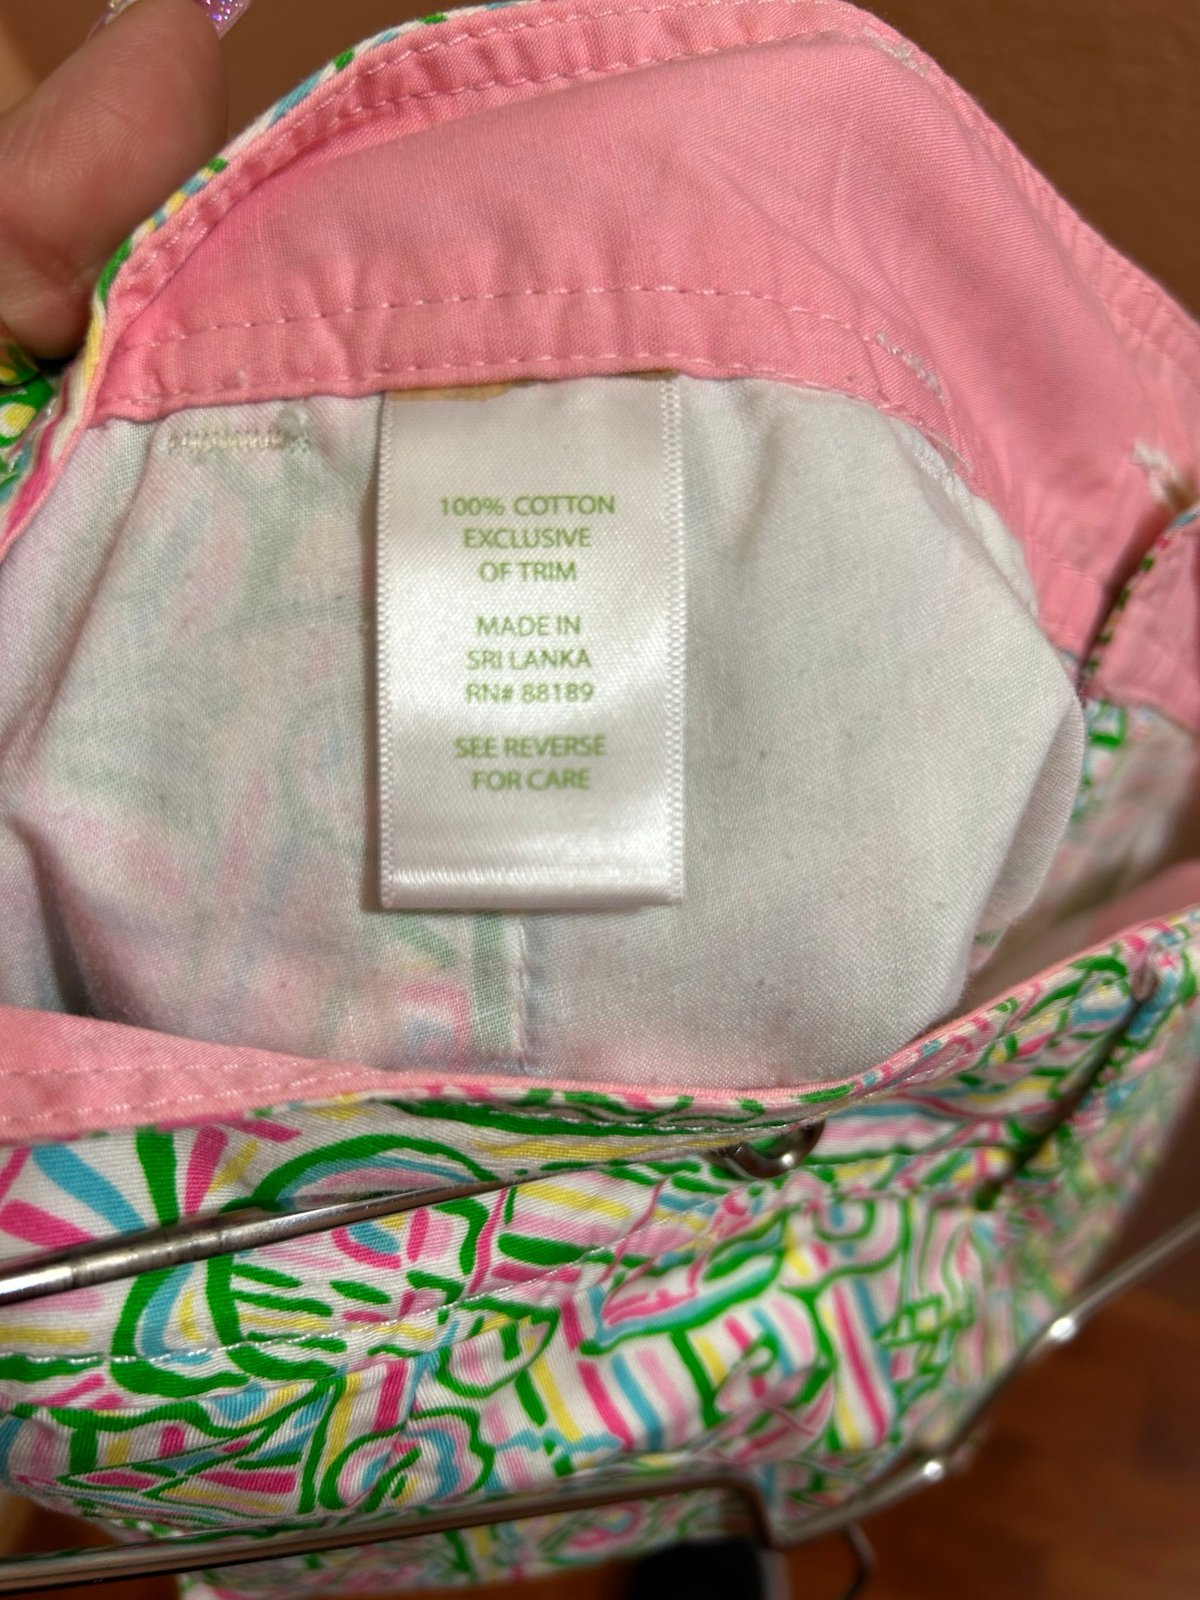 100% COTTON
EXCLUSIVE
OF TRIM
MADE IN
SRI LANKA
RN# 88189
SEE REVERSE
FOR CARE